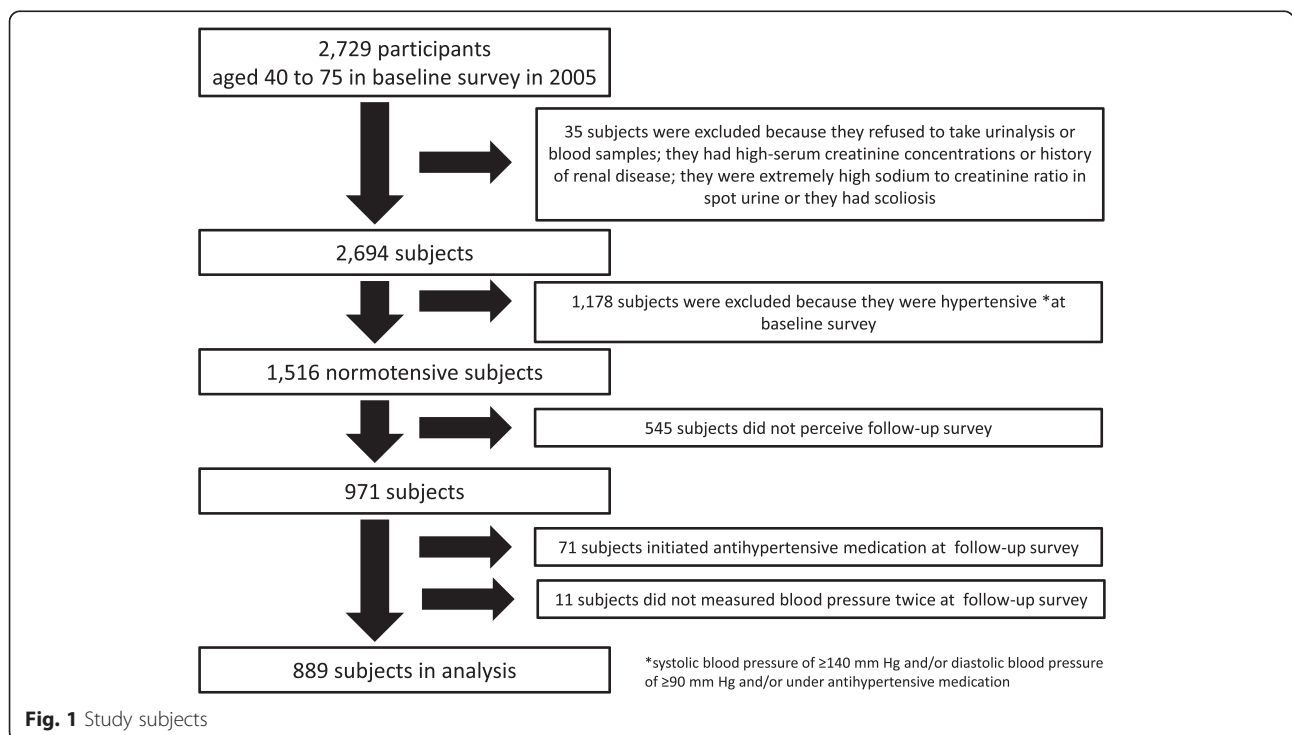 2,729 participants
aged 40 to 75 in baseline survey in 2005
35 subjects were excluded because they refused to take urinalysis or
blood samples; they had high-serum creatinine concentrations or history
of renal disease; they were extremely high sodium to creatinine ratio in
spot urine or they had scoliosis
2,694 subjects
1,178 subjects were excluded because they were hypertensive *at
baseline survey
1,516 normotensive subjects
545 subjects did not perceive follow-up survey
971 subjects
71 subjects initiated antihypertensive medication at follow-up survey
11 subjects did not measured blood pressure twice at follow-up survey
889 subjects in analysis
*systolic blood pressure of ≥140 mm Hg and/or diastolic blood pressure
of ≥90 mm Hg and/or under antihypertensive medication
Fig. 1 Study subjects